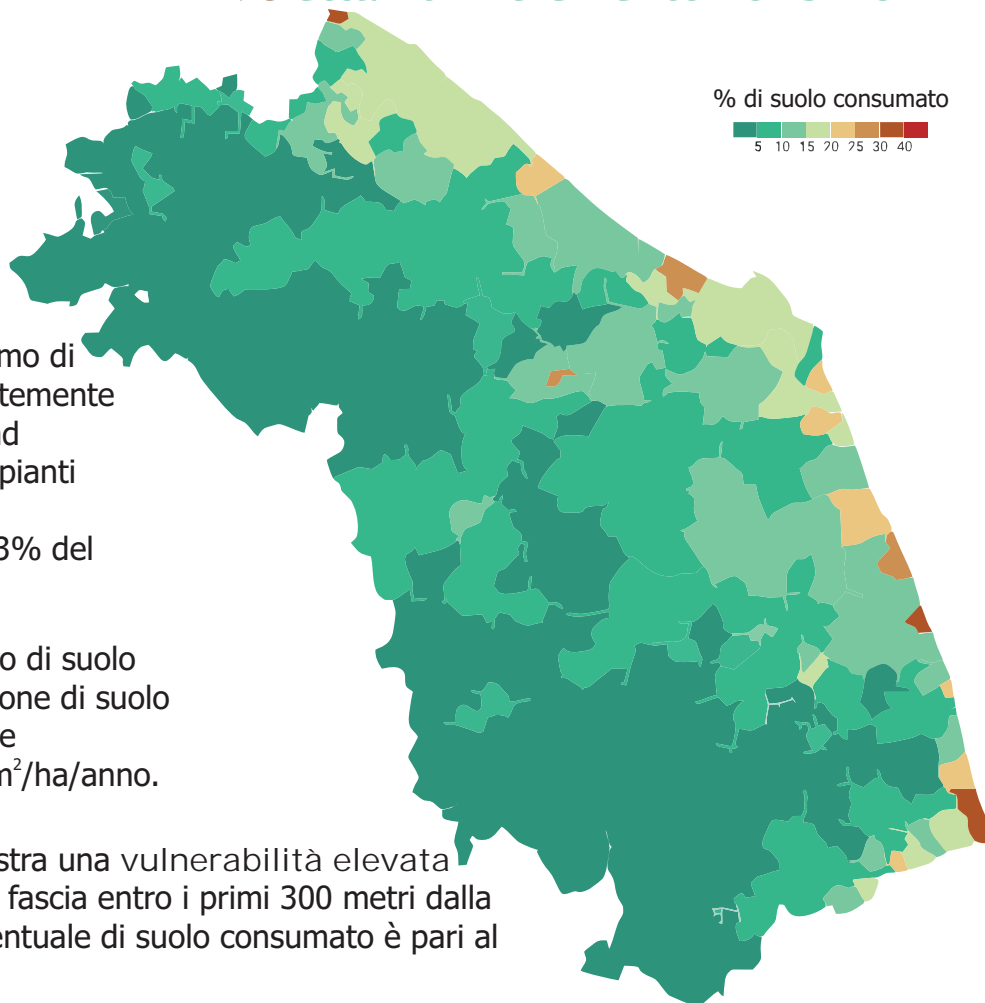 % di suolo consumato
5 10 15 20 25 30 40
mo di
temente
pianti
3% del
o di suolo
one di suolo
e
m²/ha/anno.
stra una vulnerabilità elevata
fascia entro i primi 300 metri dalla
entuale di suolo consumato è pari al